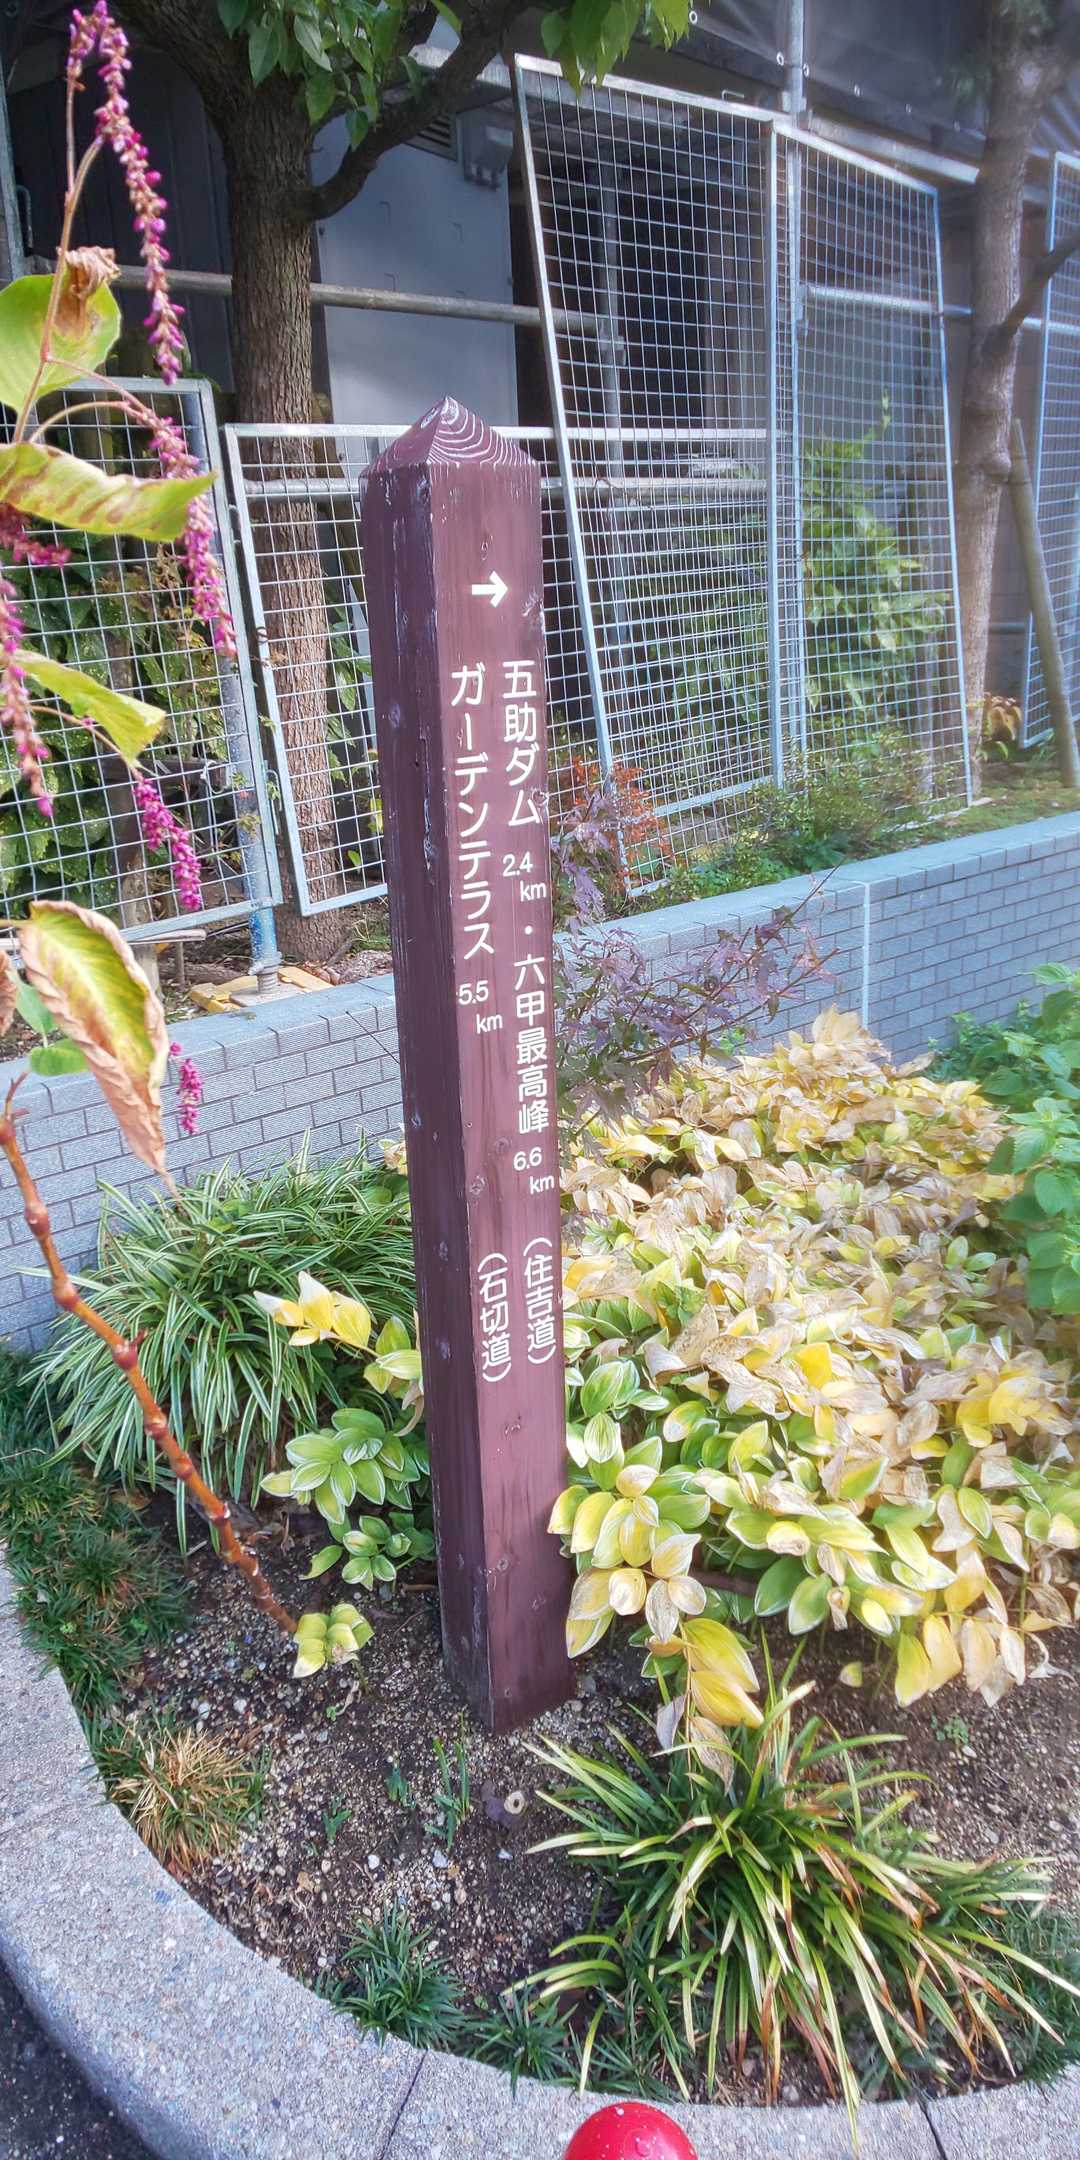 →
五助ダム 2.4km・六甲最高峰 6.6km (住吉道)
ガーデンテラス 5.5km (石切道)